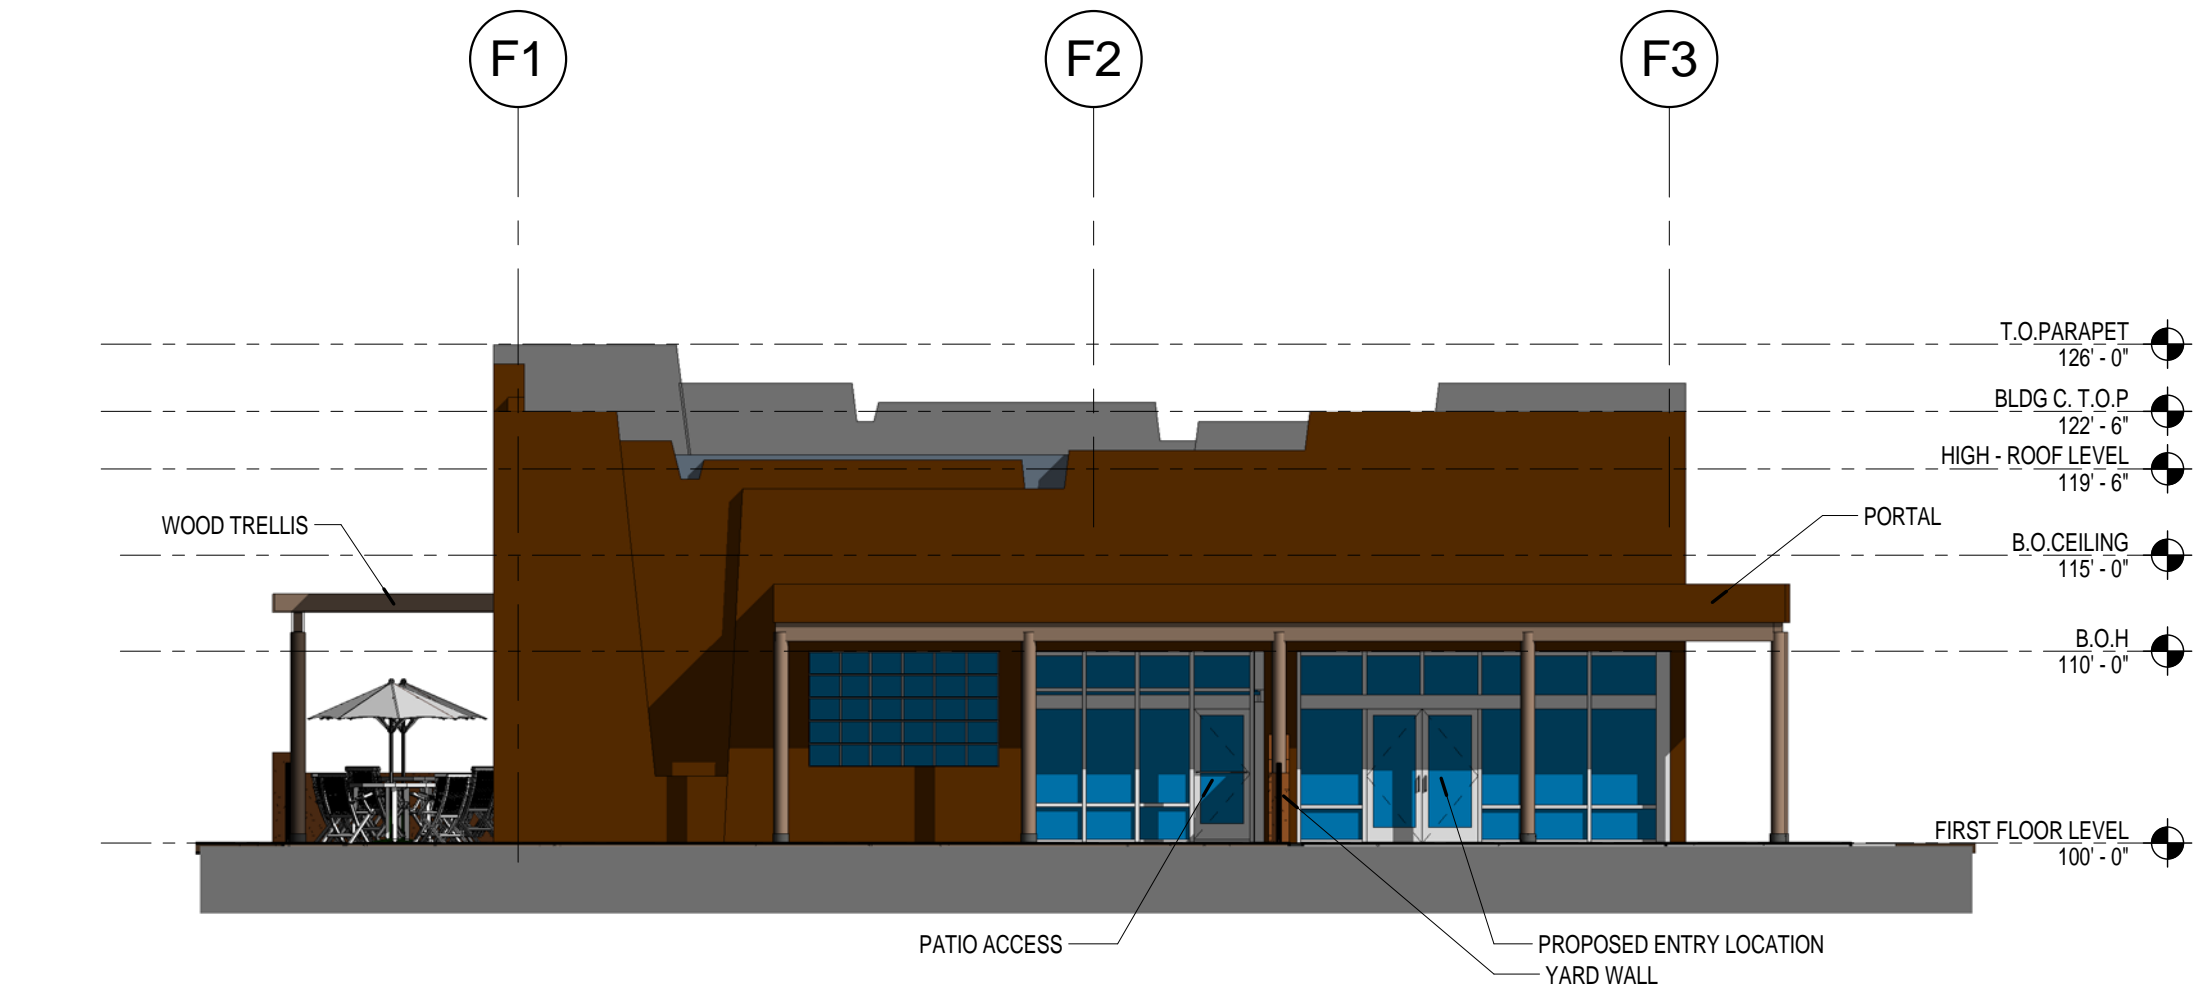 F1
F2
F3
T.O.PARAPET
126' - 0"
BLDG C. T.O.P
122' - 6"
HIGH - ROOF LEVEL
119' - 6"
WOOD TRELLIS
PORTAL
B.O.CEILING
115' - 0"
B.O.H
110' - 0"
FIRST FLOOR LEVEL
100' - 0"
PATIO ACCESS
PROPOSED ENTRY LOCATION
YARD WALL